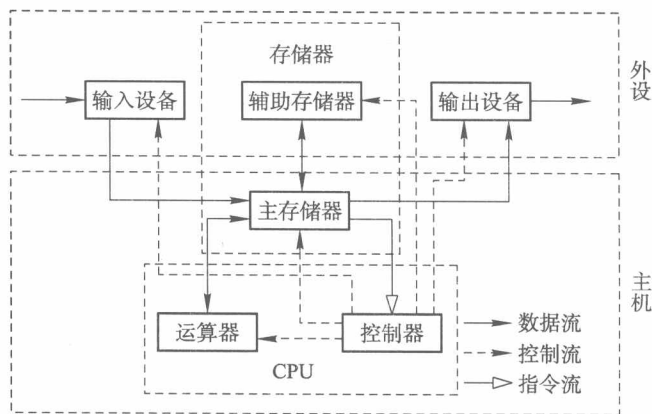 存储器
外设
输入设备
辅助存储器
输出设备
主存储器
主机
运算器
控制器
CPU
数据流
控制流
指令流